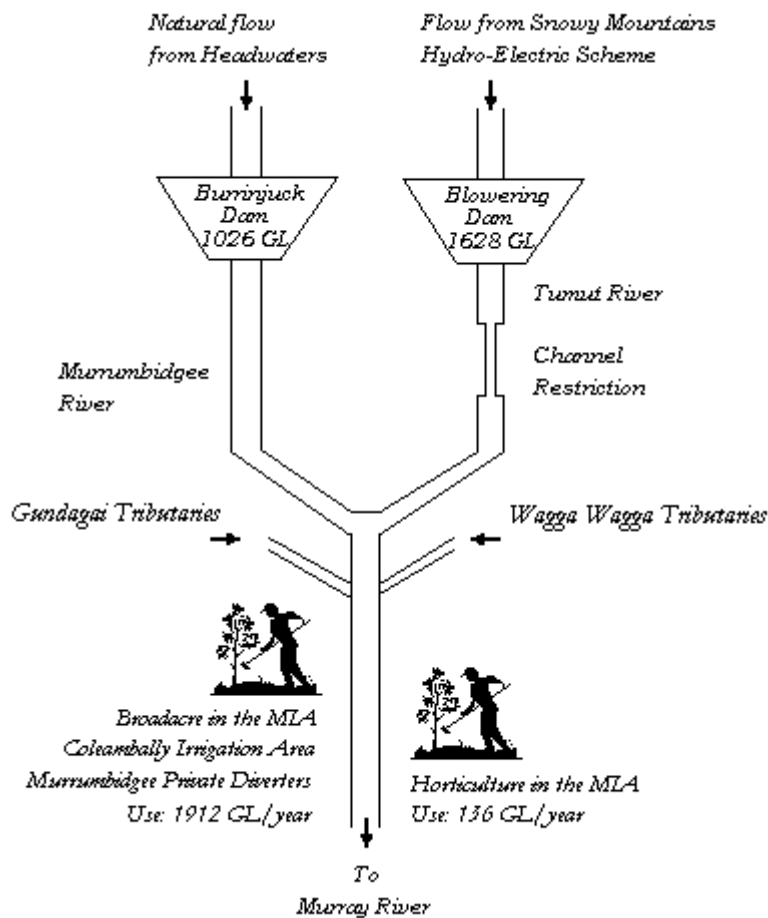 Natural flow
from Headwaters
Flow from Snowy Mountains
Hydro-Electric Scheme
Burrinjuck
Dam
1026 GL
Blowering
Dam
1628 GL
Tumut River
Murrumbidgee
River
Channel
Restriction
Gundagai Tributaries
Wagga Wagga Tributaries
Broadacre in the MLA
Coleambally Irrigation Area
Murrumbidgee Private Diverters
Use: 1912 GL/year
Horticulture in the MLA
Use: 136 GL/year
To
Murray River